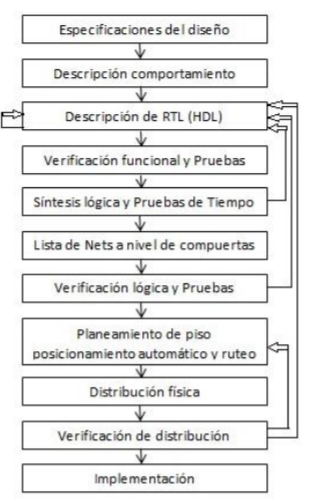 Especificaciones del diseño
Descripción comportamiento
Descripción de RTL (HDL)
Verificación funcional y Pruebas
Síntesis lógica y Pruebas de Tiempo
Lista de Nets a nivel de compuertas
Verificación lógica y Pruebas
Planeamiento de piso
posicionamiento automático y ruteo
Distribución física
Verificación de distribución
Implementación